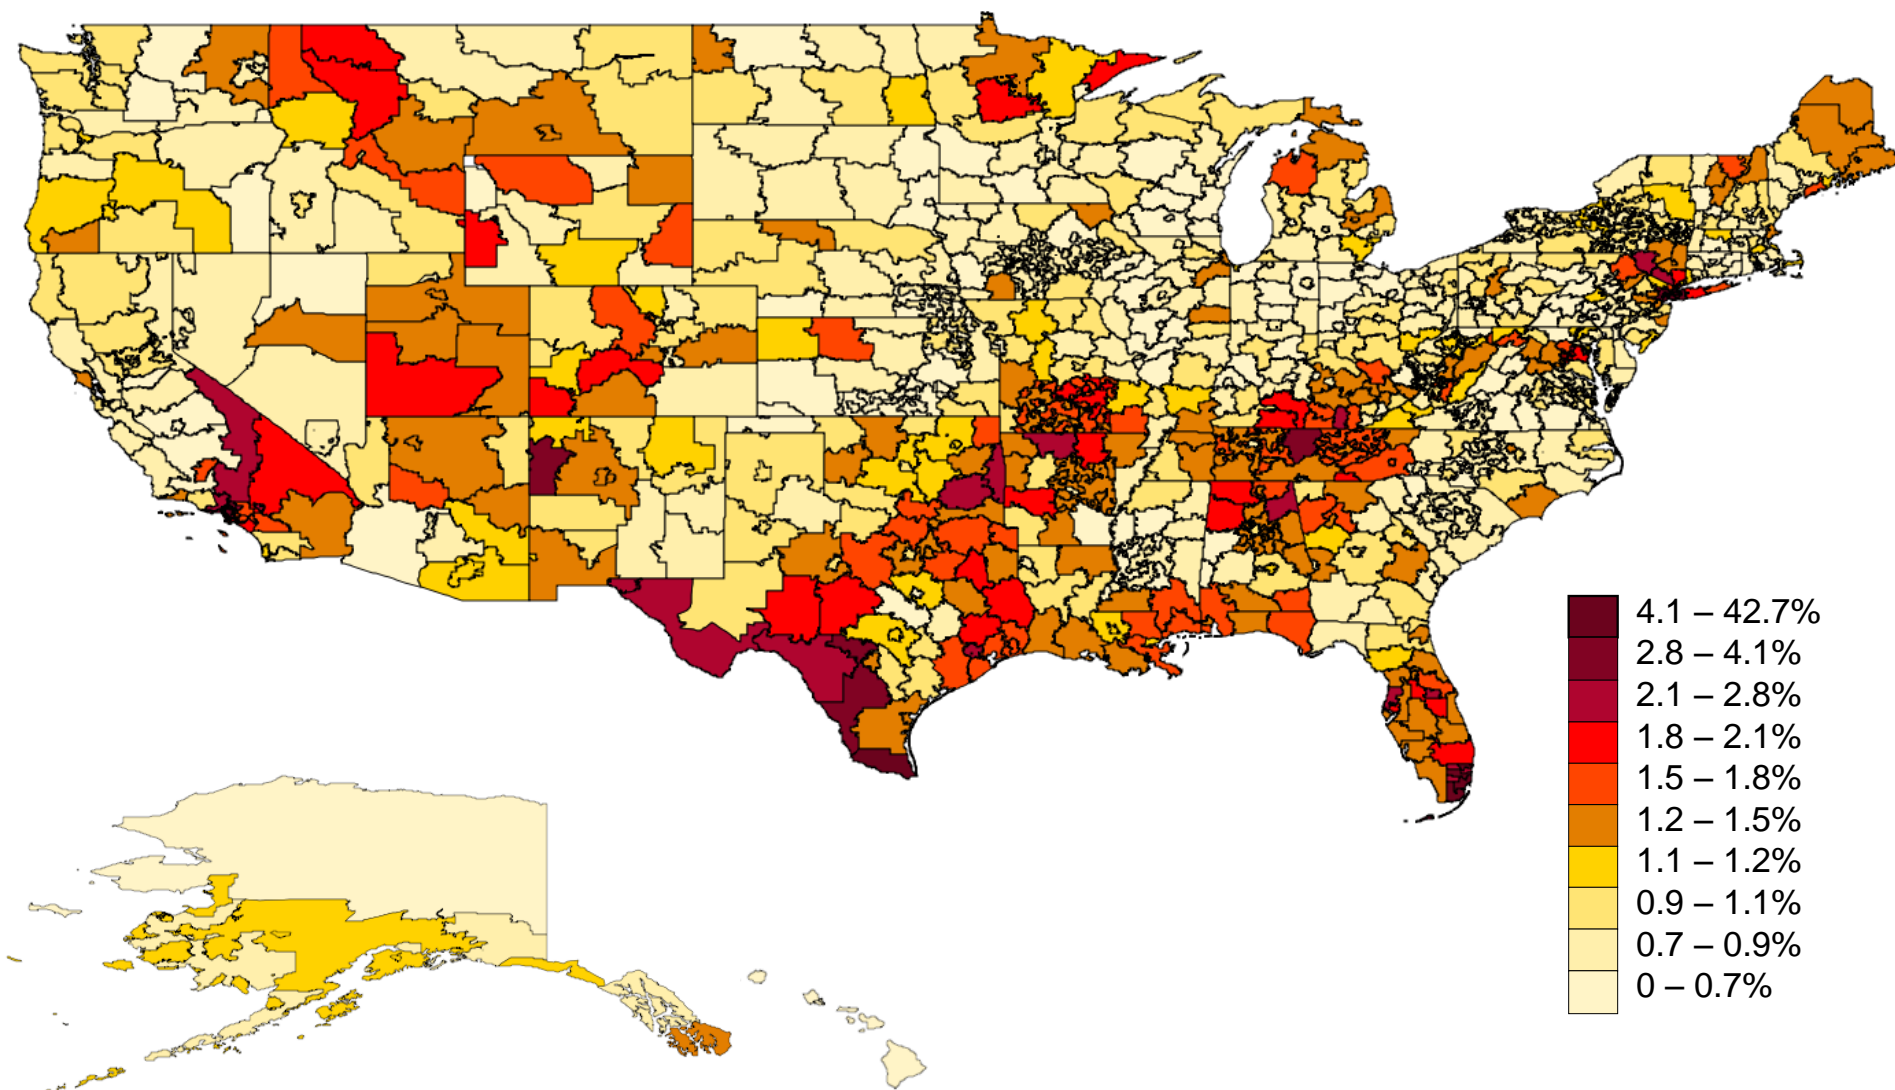 4.1 – 42.7%
2.8 – 4.1%
2.1 – 2.8%
1.8 – 2.1%
1.5 – 1.8%
1.2 – 1.5%
1.1 – 1.2%
0.9 – 1.1%
0.7 – 0.9%
0 – 0.7%